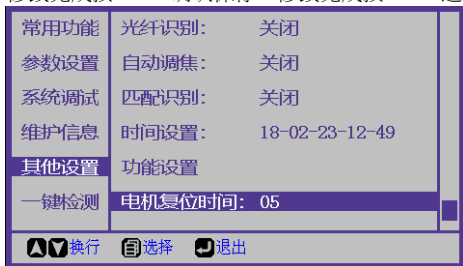 常用功能 光纤识别: 关闭
参数设置 自动调焦: 关闭
系统调试 匹配识别: 关闭
维护信息 时间设置: 18-02-23-12-49
其他设置 功能设置
一键检测 电机复位时间: 05
换行 选择 退出